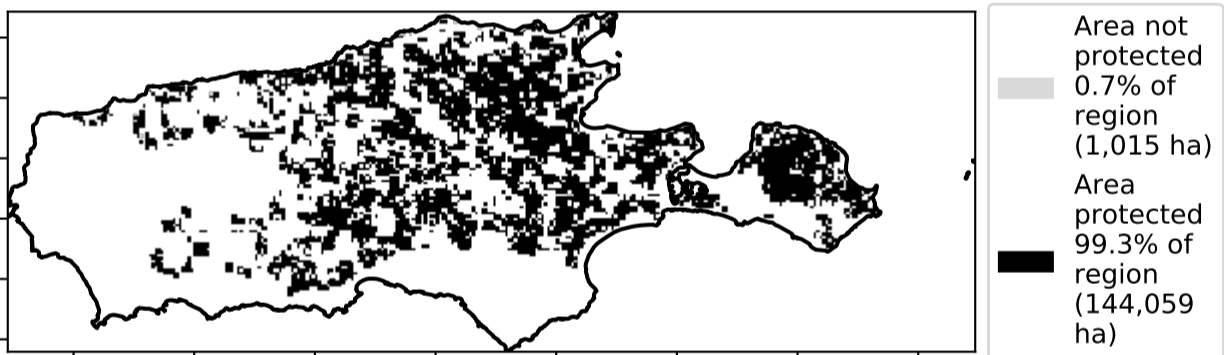 Area not
protected
0.7% of
region
(1,015 ha)
Area
protected
99.3% of
region
(144,059
ha)